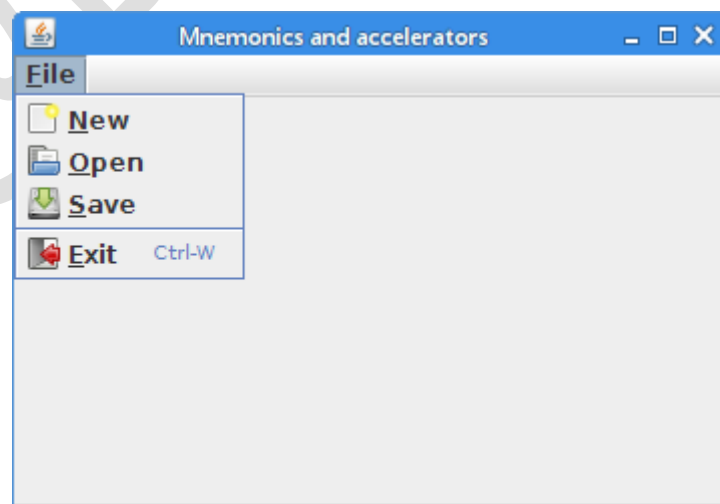 Mnemonics and accelerators
File
New
Open
Save
Exit Ctrl-W